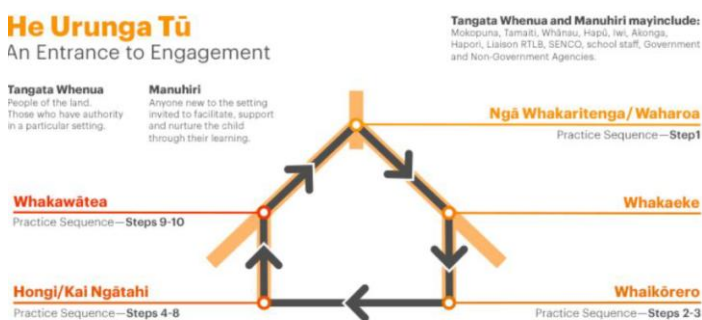 He Urunga Tū
An Entrance to Engagement
Tangata Whenua and Manuhiri mayinclude:
Mokopuna, Tamaiti, Whānau, Hapū, Iwi, Akonga,
Hapori, Liaison RTLB, SENCO, school staff, Government
and Non-Government Agencies.
Tangata Whenua
People of the land.
Those who have authority
in a particular setting.
Manuhiri
Anyone new to the setting
invited to facilitate, support
and nurture the child
through their learning.
Ngā Whakaritenga/Waharoa
Practice Sequence—Step1
Whakawātea
Practice Sequence—Steps 9-10
Whakaeke
Hongi/Kai Ngātahi
Practice Sequence—Steps 4-8
Whaikōrero
Practice Sequence—Steps 2-3